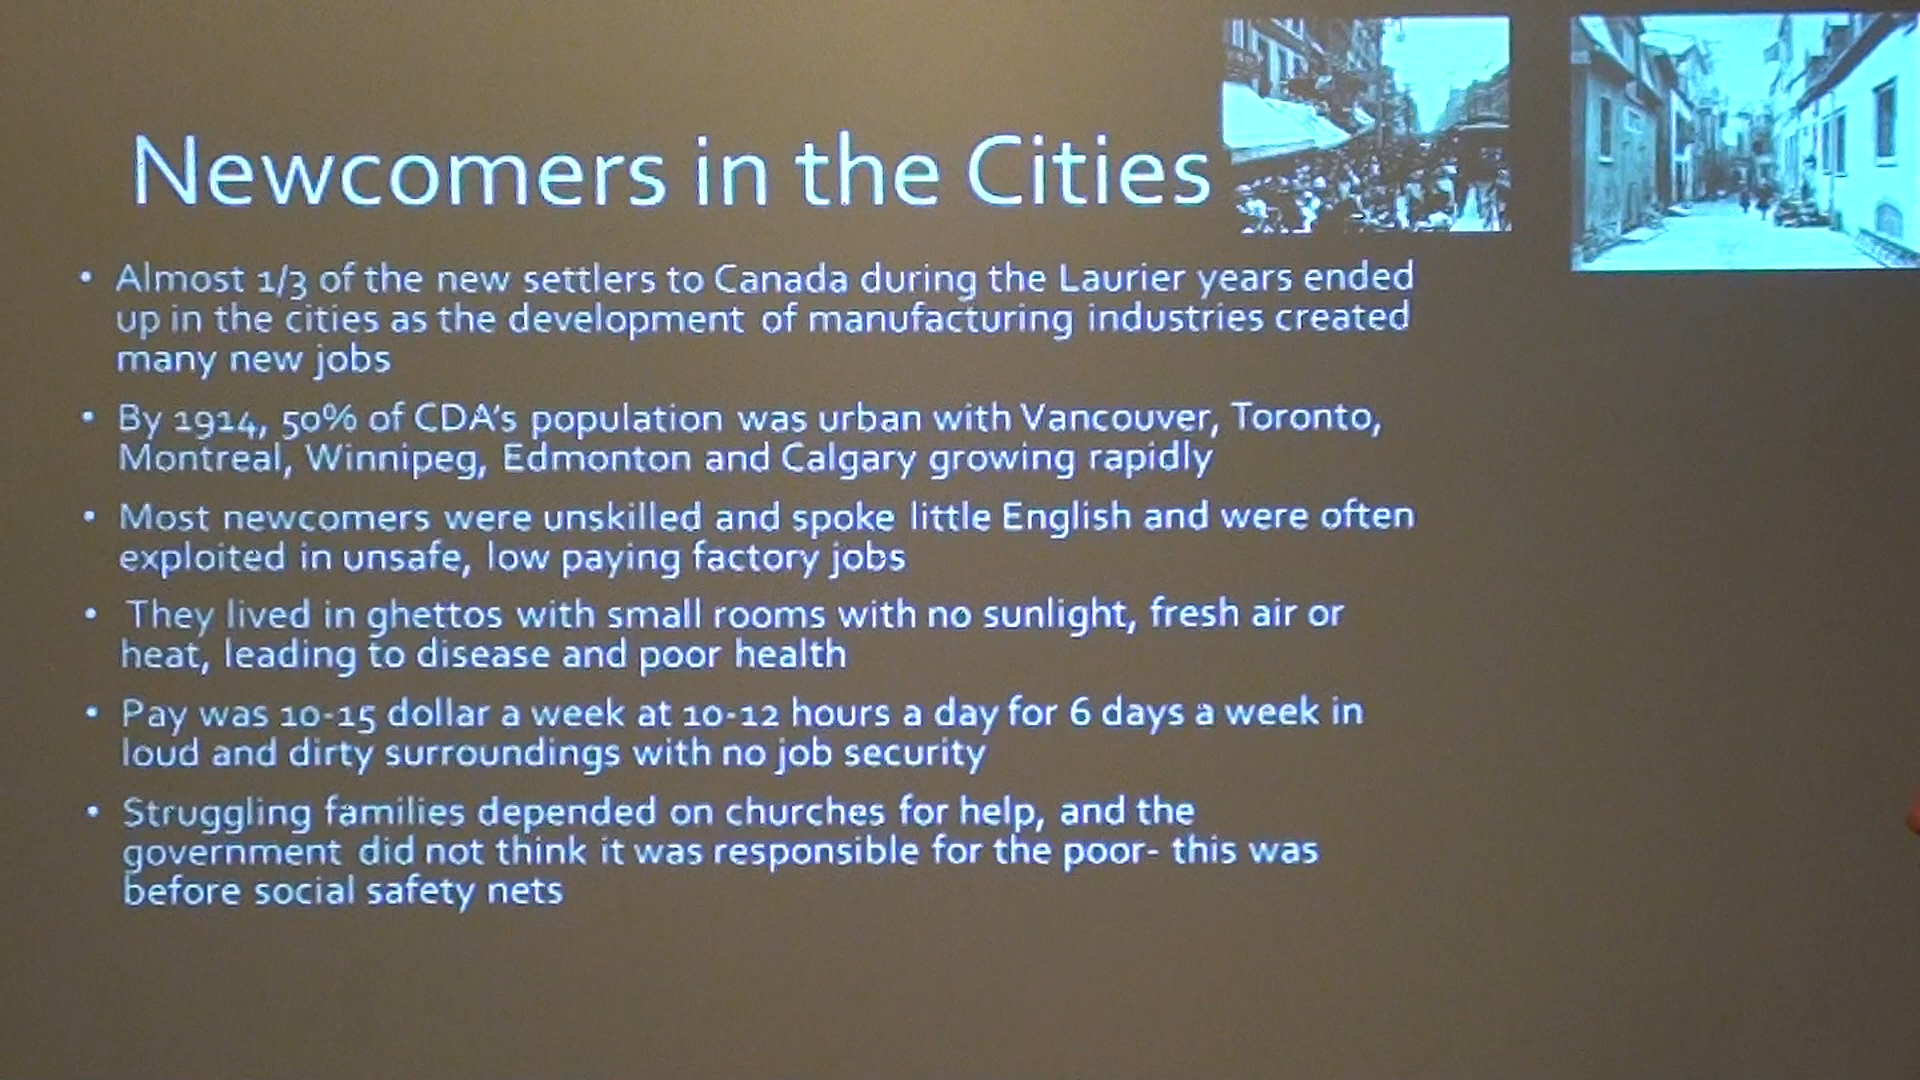 Newcomers in the Cities
• Almost 1/3 of the new settlers to Canada during the Laurier years ended
up in the cities as the development of manufacturing industries created
many new jobs
• By 1914, 50% of CDA's population was urban with Vancouver, Toronto,
Montreal, Winnipeg, Edmonton and Calgary growing rapidly
• Most newcomers were unskilled and spoke little English and were often
exploited in unsafe, low paying factory jobs
• They lived in ghettos with small rooms with no sunlight, fresh air or
heat, leading to disease and poor health
• Pay was 10-15 dollar a week at 10-12 hours a day for 6 days a week in
loud and dirty surroundings with no job security
• Struggling families depended on churches for help, and the
government did not think it was responsible for the poor- this was
before social safety nets